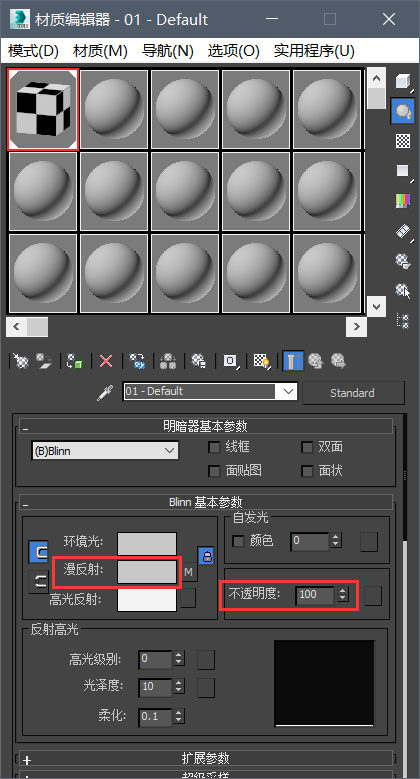 材质编辑器 - 01 - Default
模式(D) 材质(M) 导航(N) 选项(O) 实用程序(U)
01 - Default Standard
明暗器基本参数
(B)Blinn 线框 双面
面贴图 面状
Blinn 基本参数
自发光
环境光: 颜色 0
漫反射: M
不透明度: 100
高光反射:
反射高光
高光级别: 0
光泽度: 10
柔化: 0.1
扩展参数
超级采样